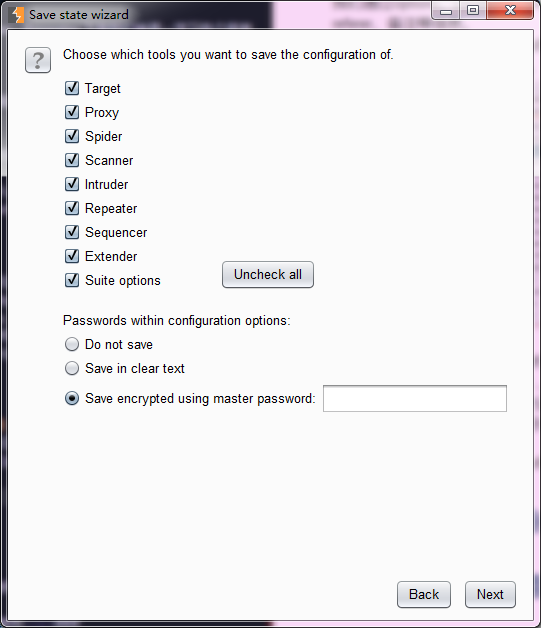 Save state wizard
?
Choose which tools you want to save the configuration of.
Target
Proxy
Spider
Scanner
Intruder
Repeater
Sequencer
Extender
Suite options
Uncheck all
Passwords within configuration options:
Do not save
Save in clear text
Save encrypted using master password:
Back
Next